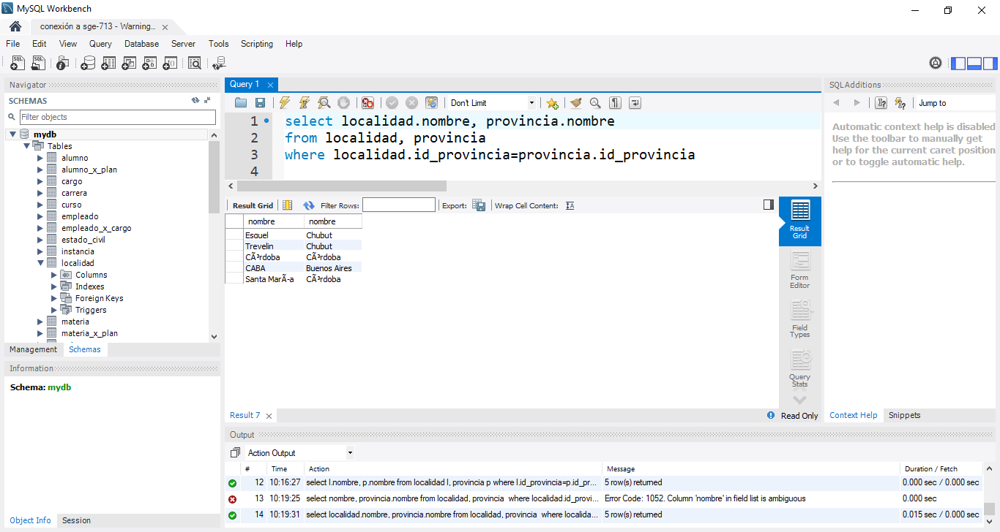 MySQL Workbench
conexión a sge-713 - Warning...
File Edit View Query Database Server Tools Scripting Help
Navigator
SCHEMAS
Filter objects
mydb
Tables
alumno
alumno_x_plan
cargo
carrera
curso
empleado
empleado_x_cargo
estado_civil
instancia
localidad
Columns
Indexes
Foreign Keys
Triggers
materia
materia_x_plan
Management Schemas
Information
Schema: mydb
Object Info Session
Query 1
Don't Limit
1 select localidad.nombre, provincia.nombre
2 from localidad, provincia
3 where localidad.id_provincia=provincia.id_provincia
4
Result Grid Filter Rows: Export: Wrap Cell Content:
nombre nombre
Esquel Chubut
Trevelin Chubut
CÃ³rdoba CÃ³rdoba
CABA Buenos Aires
Santa MarÃ-a CÃ³rdoba
Result Grid
Form Editor
Field Types
Query Stats
Result 7
Read Only
SQLAdditions
Jump to
Automatic context help is disabled
Use the toolbar to manually get
help for the current caret position
or to toggle automatic help.
Context Help Snippets
Output
Action Output
# Time Action Message Duration / Fetch
12 10:16:27 select l.nombre, p.nombre from localidad l, provincia p where l.id_provincia=p.id_pr... 5 row(s) returned 0.000 sec / 0.000 sec
13 10:19:25 select nombre, provincia.nombre from localidad, provincia where localidad.id_provi... Error Code: 1052. Column 'nombre' in field list is ambiguous 0.000 sec
14 10:19:31 select localidad.nombre, provincia.nombre from localidad, provincia where localida... 5 row(s) returned 0.015 sec / 0.000 sec